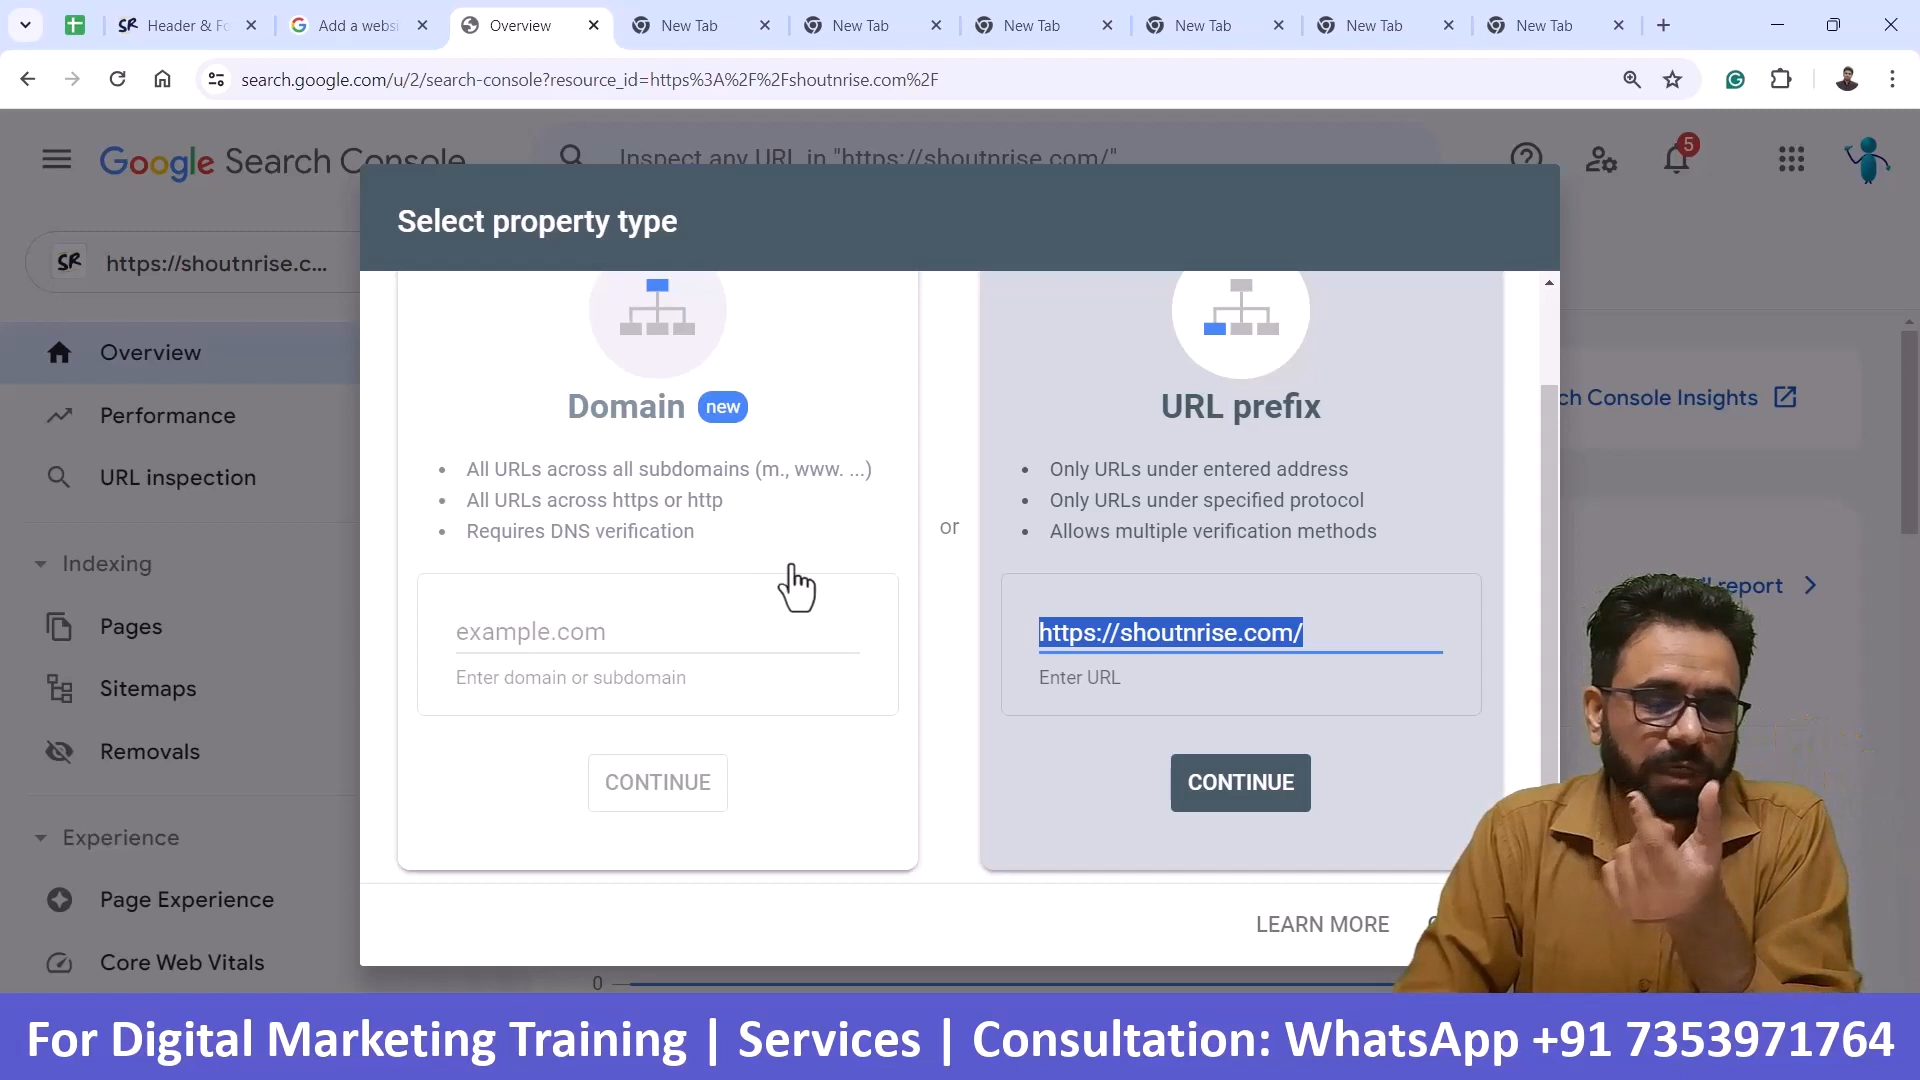 Header & Fo
Add a websi
Overview
New Tab
New Tab
New Tab
New Tab
New Tab
New Tab
search.google.com/u/2/search-console?resource_id=https%3A%2F%2Fshoutnrise.com%2F
Google Search Console
Inspect any URL in "https://shoutnrise.com/"
5
SR
https://shoutnrise.c...
Overview
Performance
URL inspection
Indexing
Pages
Sitemaps
Removals
Experience
Page Experience
Core Web Vitals
Select property type
Domain new
All URLs across all subdomains (m., www. ...)
All URLs across https or http
Requires DNS verification
example.com
Enter domain or subdomain
CONTINUE
or
URL prefix
Only URLs under entered address
Only URLs under specified protocol
Allows multiple verification methods
https://shoutnrise.com/
Enter URL
CONTINUE
LEARN MORE
ch Console Insights
report
0
For Digital Marketing Training | Services | Consultation: WhatsApp +91 7353971764